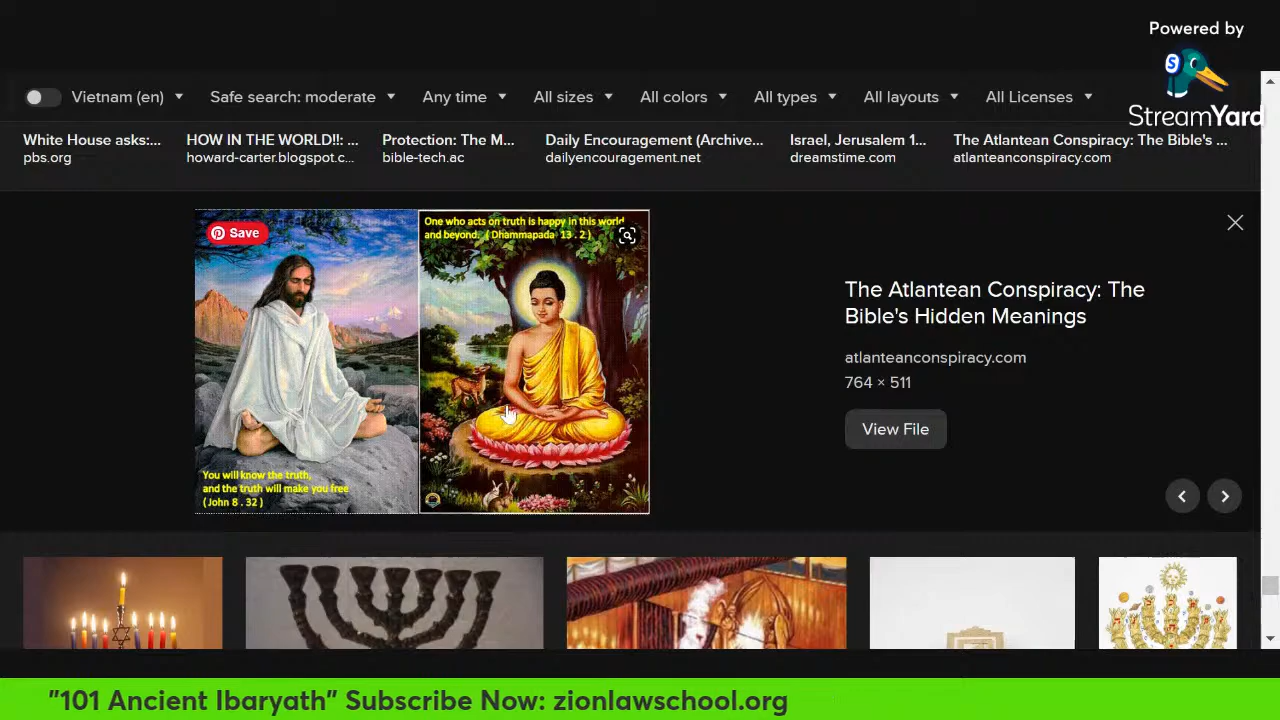 Powered by
StreamYard
Vietnam (en)
Safe search: moderate
Any time
All sizes
All colors
All types
All layouts
All Licenses
White House asks:...
pbs.org
HOW IN THE WORLD!!: ...
howard-carter.blogspot.c...
Protection: The M...
bible-tech.ac
Daily Encouragement (Archive...
dailyencouragement.net
Israel, Jerusalem 1...
dreamstime.com
The Atlantean Conspiracy: The Bible's ...
atlanteanconspiracy.com
Save
You will know the truth,
and the truth will make you free
( John 8 . 32 )
One who acts on truth is happy in this world
and beyond. ( Dhammapada 13 . 2 )
The Atlantean Conspiracy: The
Bible's Hidden Meanings
atlanteanconspiracy.com
764 × 511
View File
"101 Ancient Ibaryath" Subscribe Now: zionlawschool.org